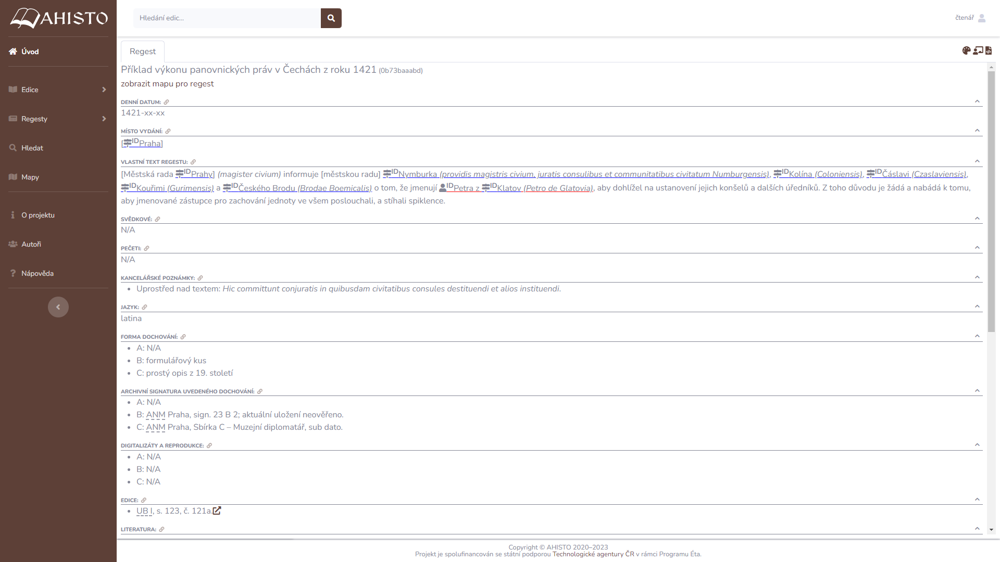 AHISTO
Hledání edic...
čtenář
Úvod
Edice
Regesty
Hledat
Mapy
O projektu
Autoři
Nápověda
Regest
Příklad výkonu panovnických práv v Čechách z roku 1421 (0b73baaabd)
zobrazit mapu pro regest
DENNÍ DATUM:
1421-xx-xx
MÍSTO VYDÁNÍ:
[IDPraha]
VLASTNÍ TEXT REGESTU:
[Městská rada IDPrahy] (magister civium) informuje [městskou radu] IDNymburka (providis magistris civium, juratis consulibus et communitatibus civitatum Numburgensis), IDKolína (Coloniensis), IDČáslavi (Czaslaviensis),
IDKouřimi (Gurimensis) a IDČeského Brodu (Brodae Boemicalis) o tom, že jmenují IDPetra z IDKlatov (Petro de Glatovia), aby dohlížel na ustanovení jejich konšelů a dalších úředníků. Z toho důvodu je žádá a nabádá k tomu,
aby jmenované zástupce pro zachování jednoty ve všem poslouchali, a stíhali spiklence.
SVĚDKOVÉ:
N/A
PEČETI:
N/A
KANCELÁŘSKÉ POZNÁMKY:
• Uprostřed nad textem: Hic committunt conjuratis in quibusdam civitatibus consules destituendi et alios instituendi.
JAZYK:
latina
FORMA DOCHOVÁNÍ:
• A: N/A
• B: formulářový kus
• C: prostý opis z 19. století
ARCHIVNÍ SIGNATURA UVEDENÉHO DOCHOVÁNÍ:
• A: N/A
• B: ANM Praha, sign. 23 B 2; aktuální uložení neověřeno.
• C: ANM Praha, Sbírka C – Muzejní diplomatář, sub dato.
DIGITALIZÁTY A REPRODUKCE:
• A: N/A
• B: N/A
• C: N/A
EDICE:
• UB I, s. 123, č. 121a.
LITERATURA:
Copyright © AHISTO 2020–2023
Projekt je spolufinancován se státní podporou Technologické agentury ČR v rámci Programu Éta.